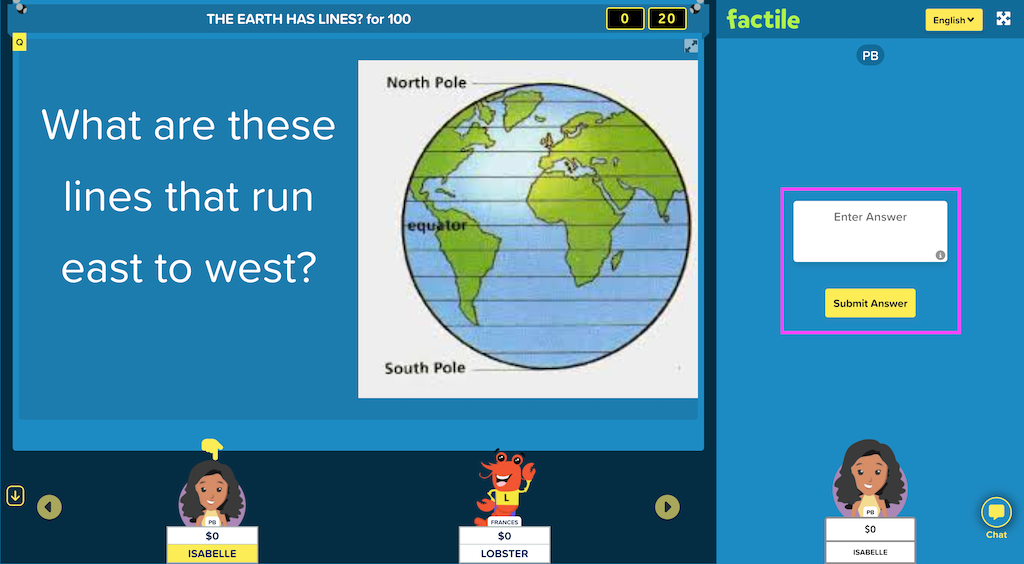 THE EARTH HAS LINES? for 100
0
20
factile
English
Q
PB
What are these
lines that run
east to west?
North Pole
equator
South Pole
Enter Answer
i
Submit Answer
PB
$0
ISABELLE
L
FRANCES
$0
LOBSTER
PB
$0
ISABELLE
Chat